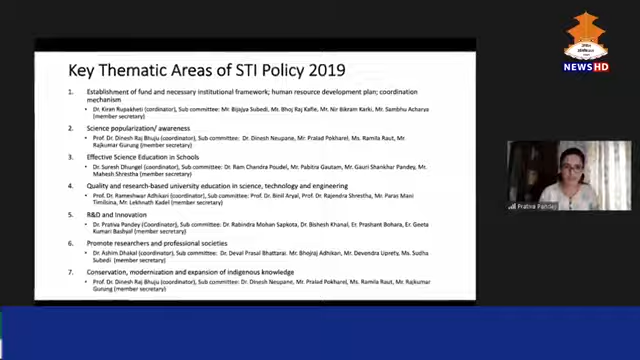 Key Thematic Areas of STI Policy 2019
1. Establishment of fund and necessary institutional framework; human resource development plan; coordination
mechanism
• Dr. Kiran Rupakheti (cordinator), Sub committee: Mr. Bijajya Subedi, Ms. Bhoj Raj Kafle, Mr. Nir Bikram Karki, Mr. Sambhu Acharya
(member secretary)
2. Science popularization/ awareness
• Prof. Dr. Dinesh Raj Bhuju (coordinator), Sub committee: Dr. Dinesh Neupane, Mr. Pralad Pokharel, Ms. Ramila Raut, Mr.
Rajkumar Gurung (member secretary)
3. Effective Science Education in Schools
• Dr. Suresh Dhungel (coordinator), Sub committee: Dr. Ram Chandra Poudel, Mr. Pabitra Gautam, Mr. Gauri Shankhar Pandey, Mr.
Mahesh Shrestha (member secretary)
4. Quality and research-based university education in science, technology and engineering
• Prof. Dr. Rameshwar Adhikari (coordinator), Sub committee: Prof. Dr. Binil Aryal, Prof. Dr. Rajendra Shrestha, Mr. Paras Mani
Timilsina, Mr. Lekhnath Kadel (member secretary)
5. R&D and Innovation
• Dr. Prativa Pandey (Coordinator), Sub committee: Dr. Rabindra Mohan Sapkota, Dr. Bishesh Khanal, Er. Prashant Bohara, Er. Geeta
Kumari Bashyal (member secretary)
6. Promote researchers and professional societies
• Dr. Ashim Dhakal (coordinator), Sub committee: Dr. Deval Prasai Bhattarai, Mr. Bhojraj Adhikari, Mr. Devendra Uprety, Ms. Sudha
Subedi (member secretary)
7. Conservation, modernization and expansion of indigenous knowledge
• Prof. Dr. Dinesh Raj Bhuju (coordinator), Sub committee: Dr. Dinesh Neupane, Mr. Pralad Pokharel, Ms. Ramila Raut, Mr. Rajkumar
Gurung (member secretary)
NEWS HD
Prativa Pandey